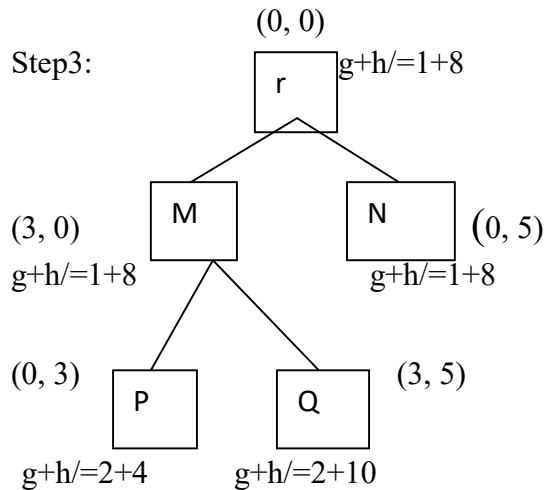 (0, 0)
Step3: g+h/=1+8
r
M N
(3, 0) (0, 5)
g+h/=1+8 g+h/=1+8
(0, 3) (3, 5)
P Q
g+h/=2+4 g+h/=2+10